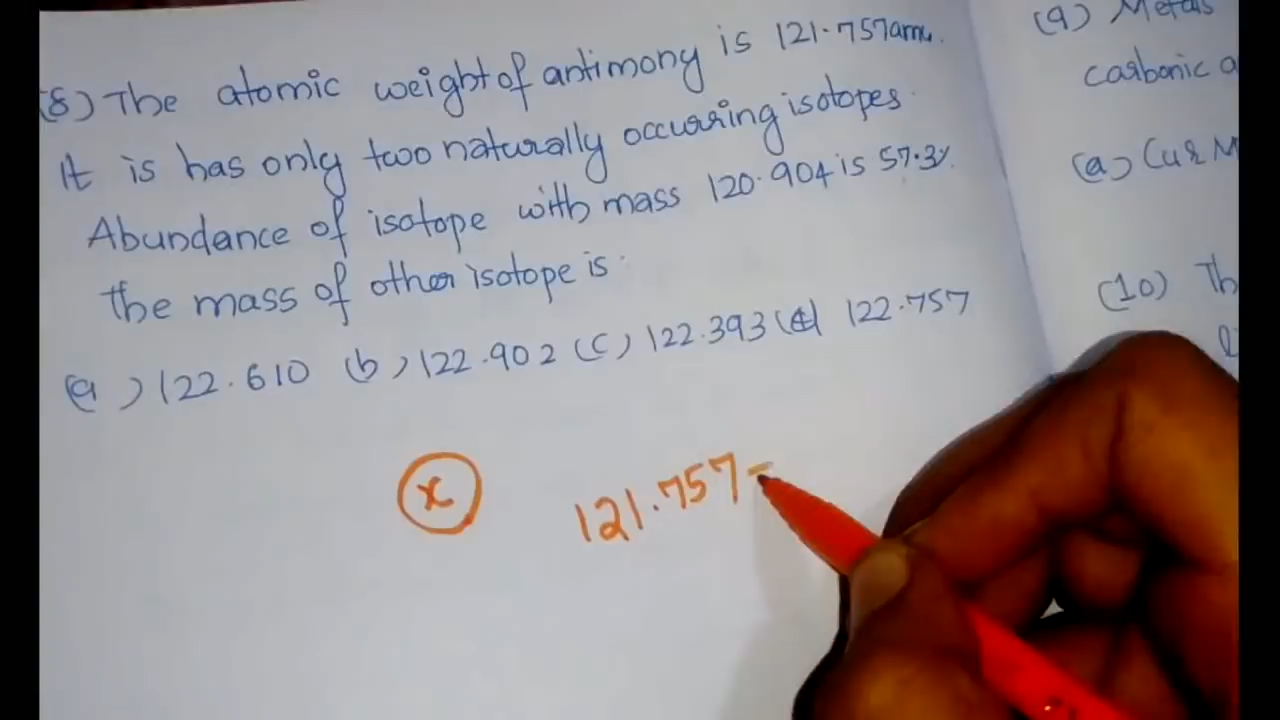 (8) The atomic weight of antimony is 121.757amu.
It is has only two naturally occurring isotopes.
Abundance of isotope with mass 120.904 is 57.3%.
the mass of other isotope is:
(a) 122.610 (b) 122.902 (c) 122.393 (d) 122.757
x 121.757
(9) Metals
carbonic a
(a) Cu &
(10) Th